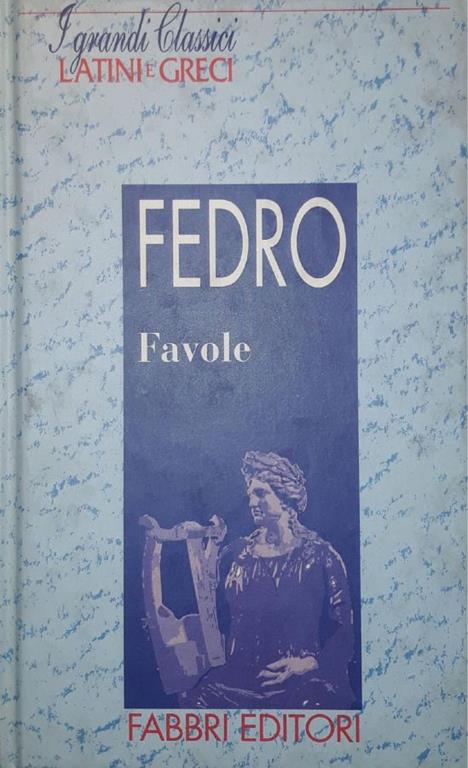 I grandi Classici
LATINI E GRECI
FEDRO
Favole
FABBRI EDITORI